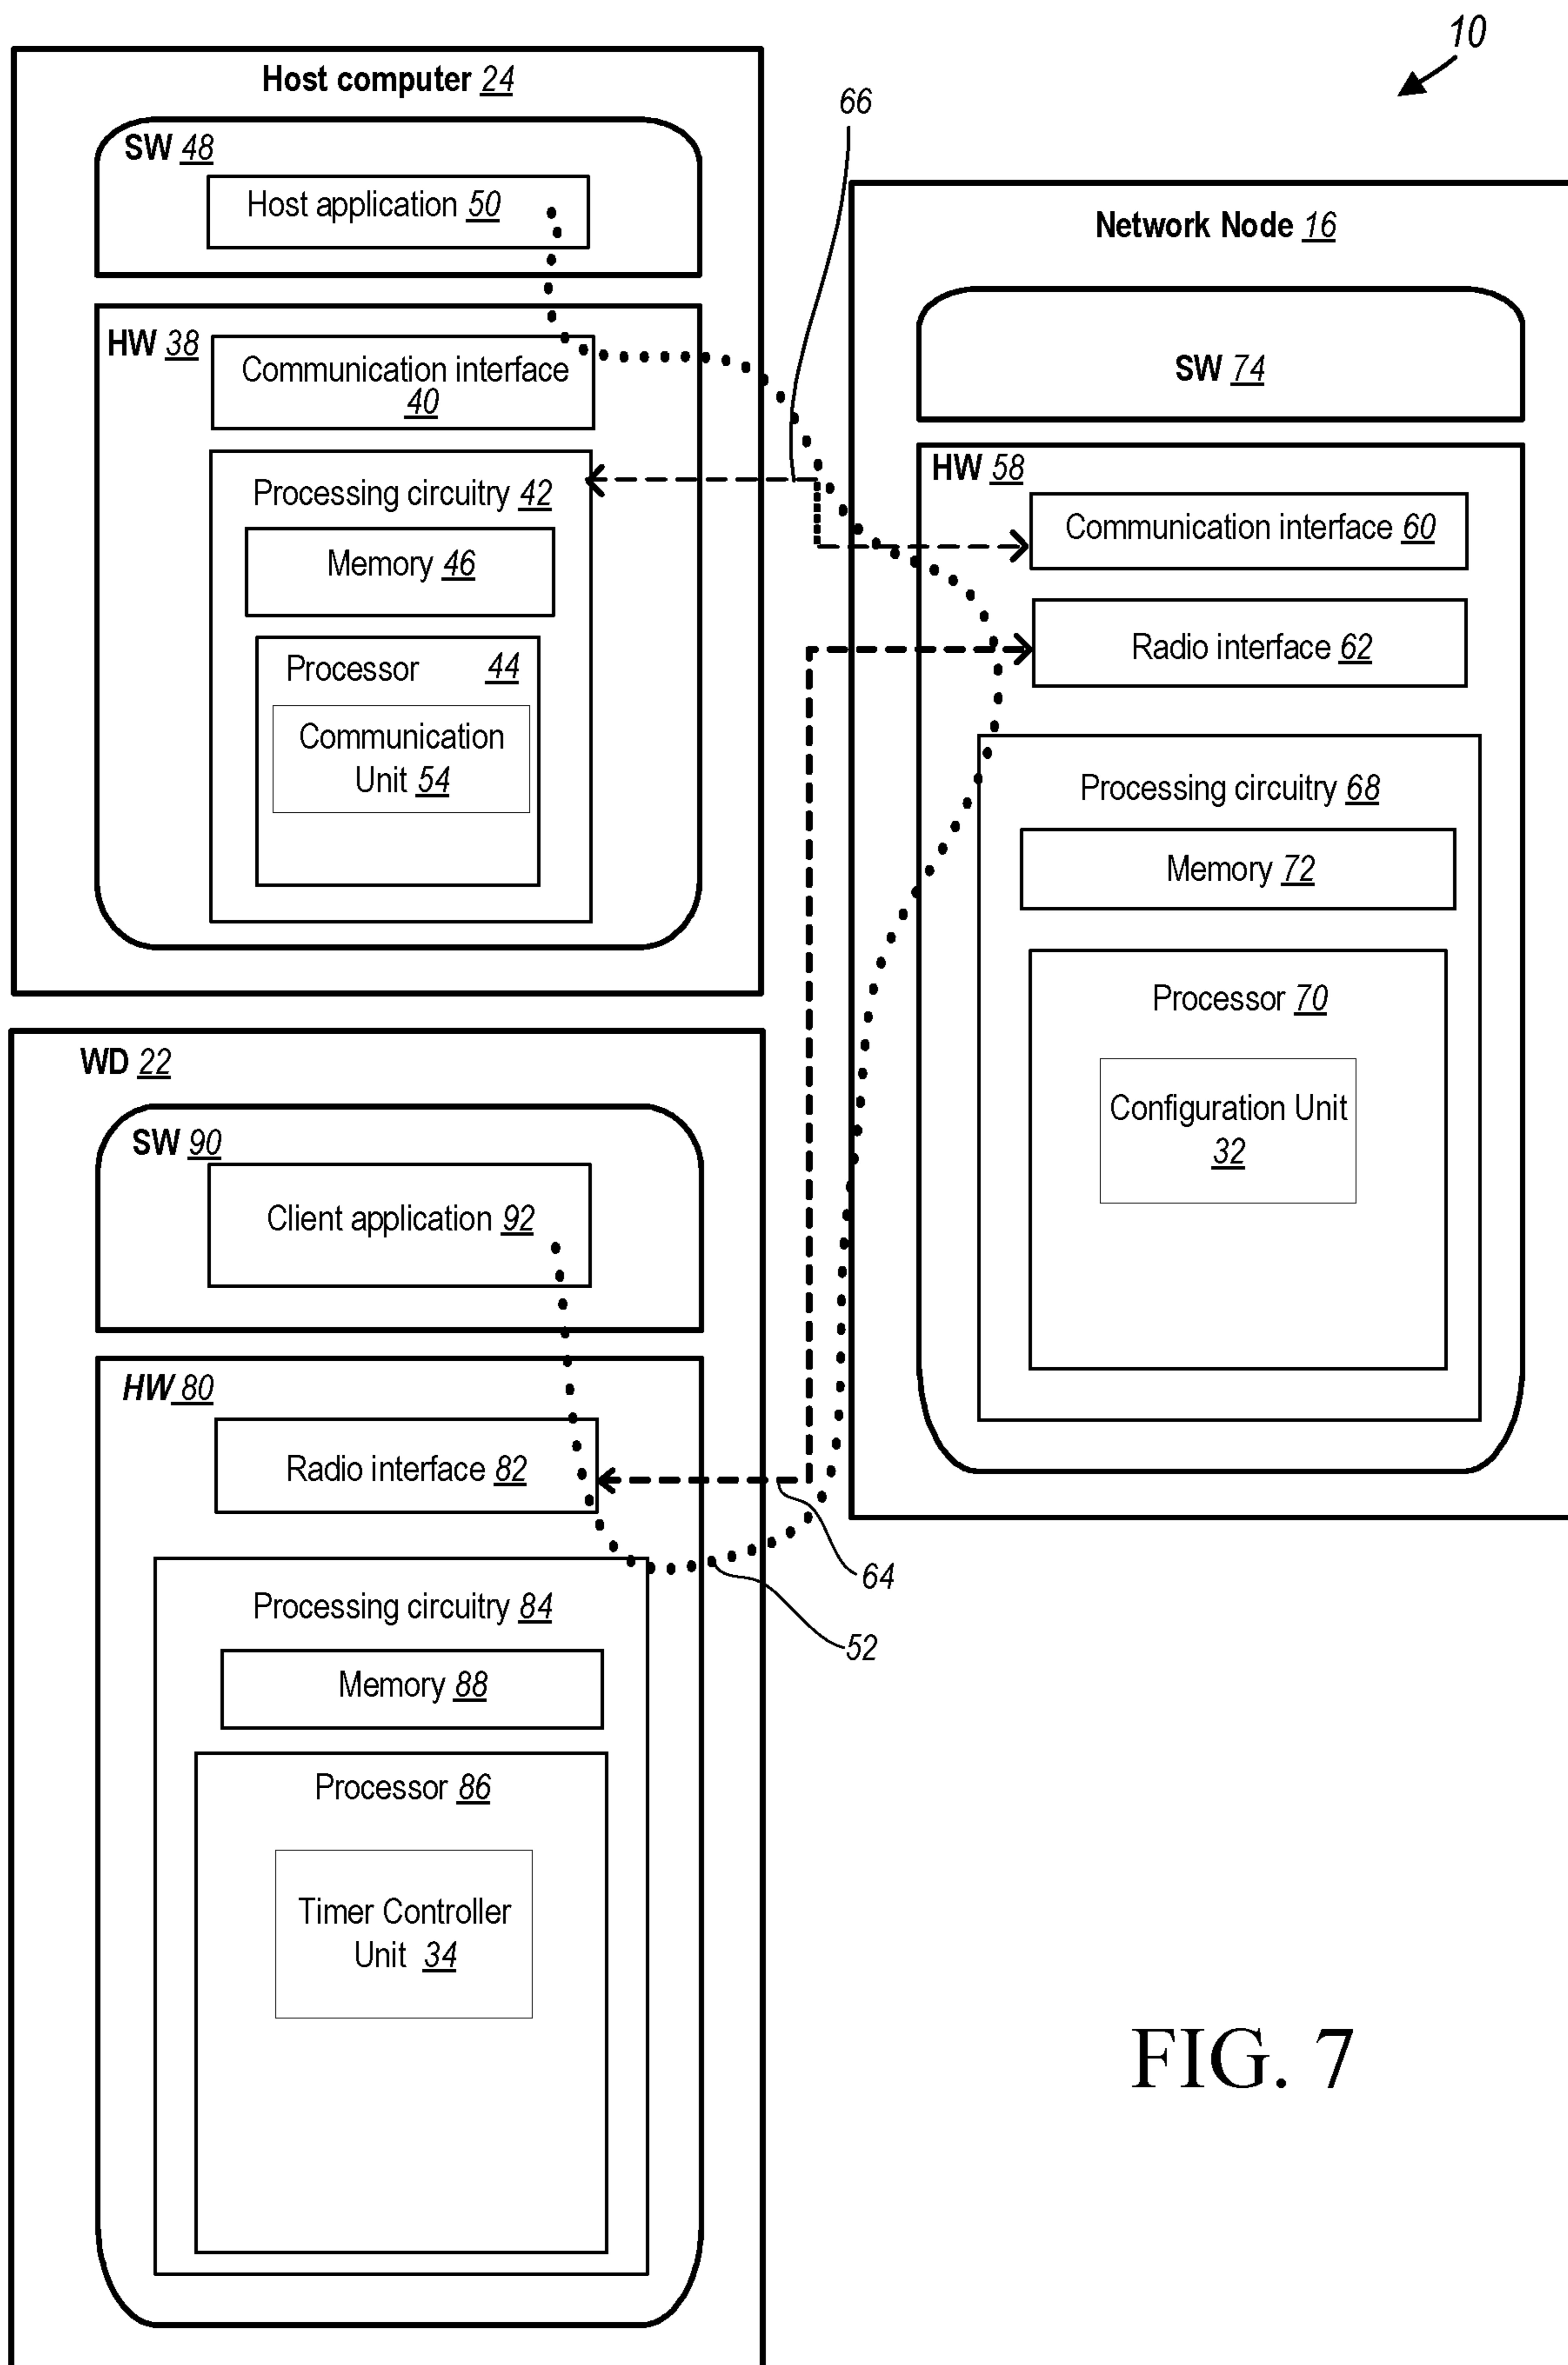 10
Host computer 24
SW 48
Host application 50
HW 38
Communication interface
40
Processing circuitry 42
Memory 46
Processor 44
Communication
Unit 54
66
Network Node 16
SW 74
HW 58
Communication interface 60
Radio interface 62
Processing circuitry 68
Memory 72
Processor 70
Configuration Unit
32
WD 22
SW 90
Client application 92
HW 80
Radio interface 82
64
52
Processing circuitry 84
Memory 88
Processor 86
Timer Controller
Unit 34
FIG. 7